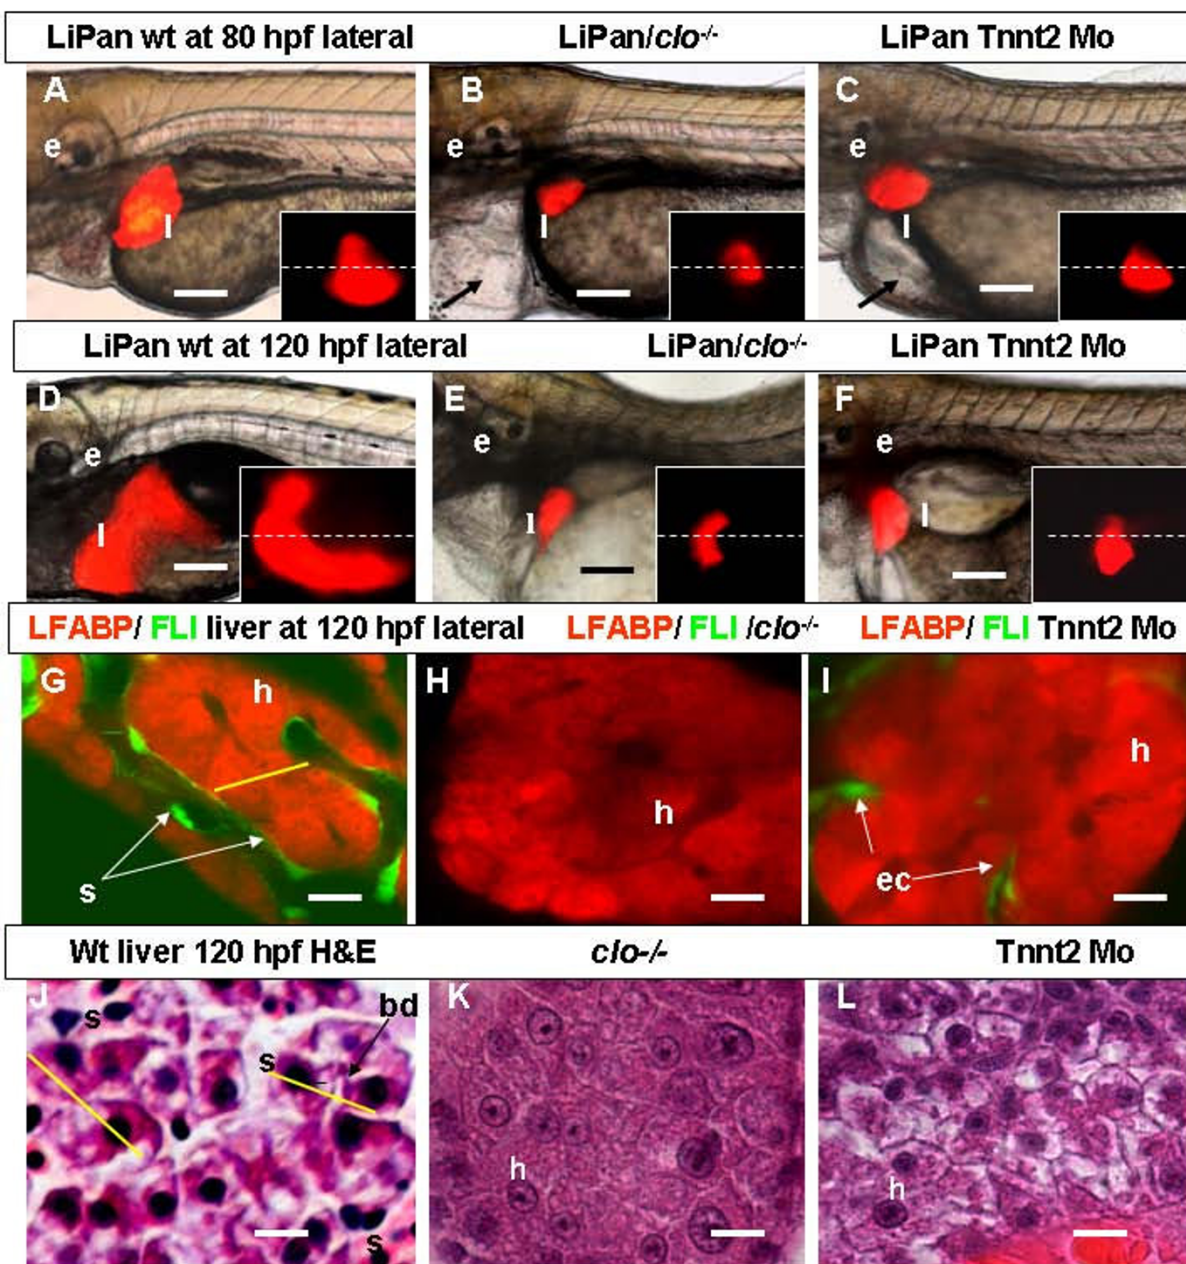 LiPan wt at 80 hpf lateral LiPan/clo-/- LiPan Tnnt2 Mo
A B C
e e e
l l l
LiPan wt at 120 hpf lateral LiPan/clo-/- LiPan Tnnt2 Mo
D E F
e e e
l l l
LFABP/ FLI liver at 120 hpf lateral LFABP/ FLI /clo-/- LFABP/ FLI Tnnt2 Mo
G H I
h h h
s ec
Wt liver 120 hpf H&E clo-/- Tnnt2 Mo
J K L
s bd
s
h h
s